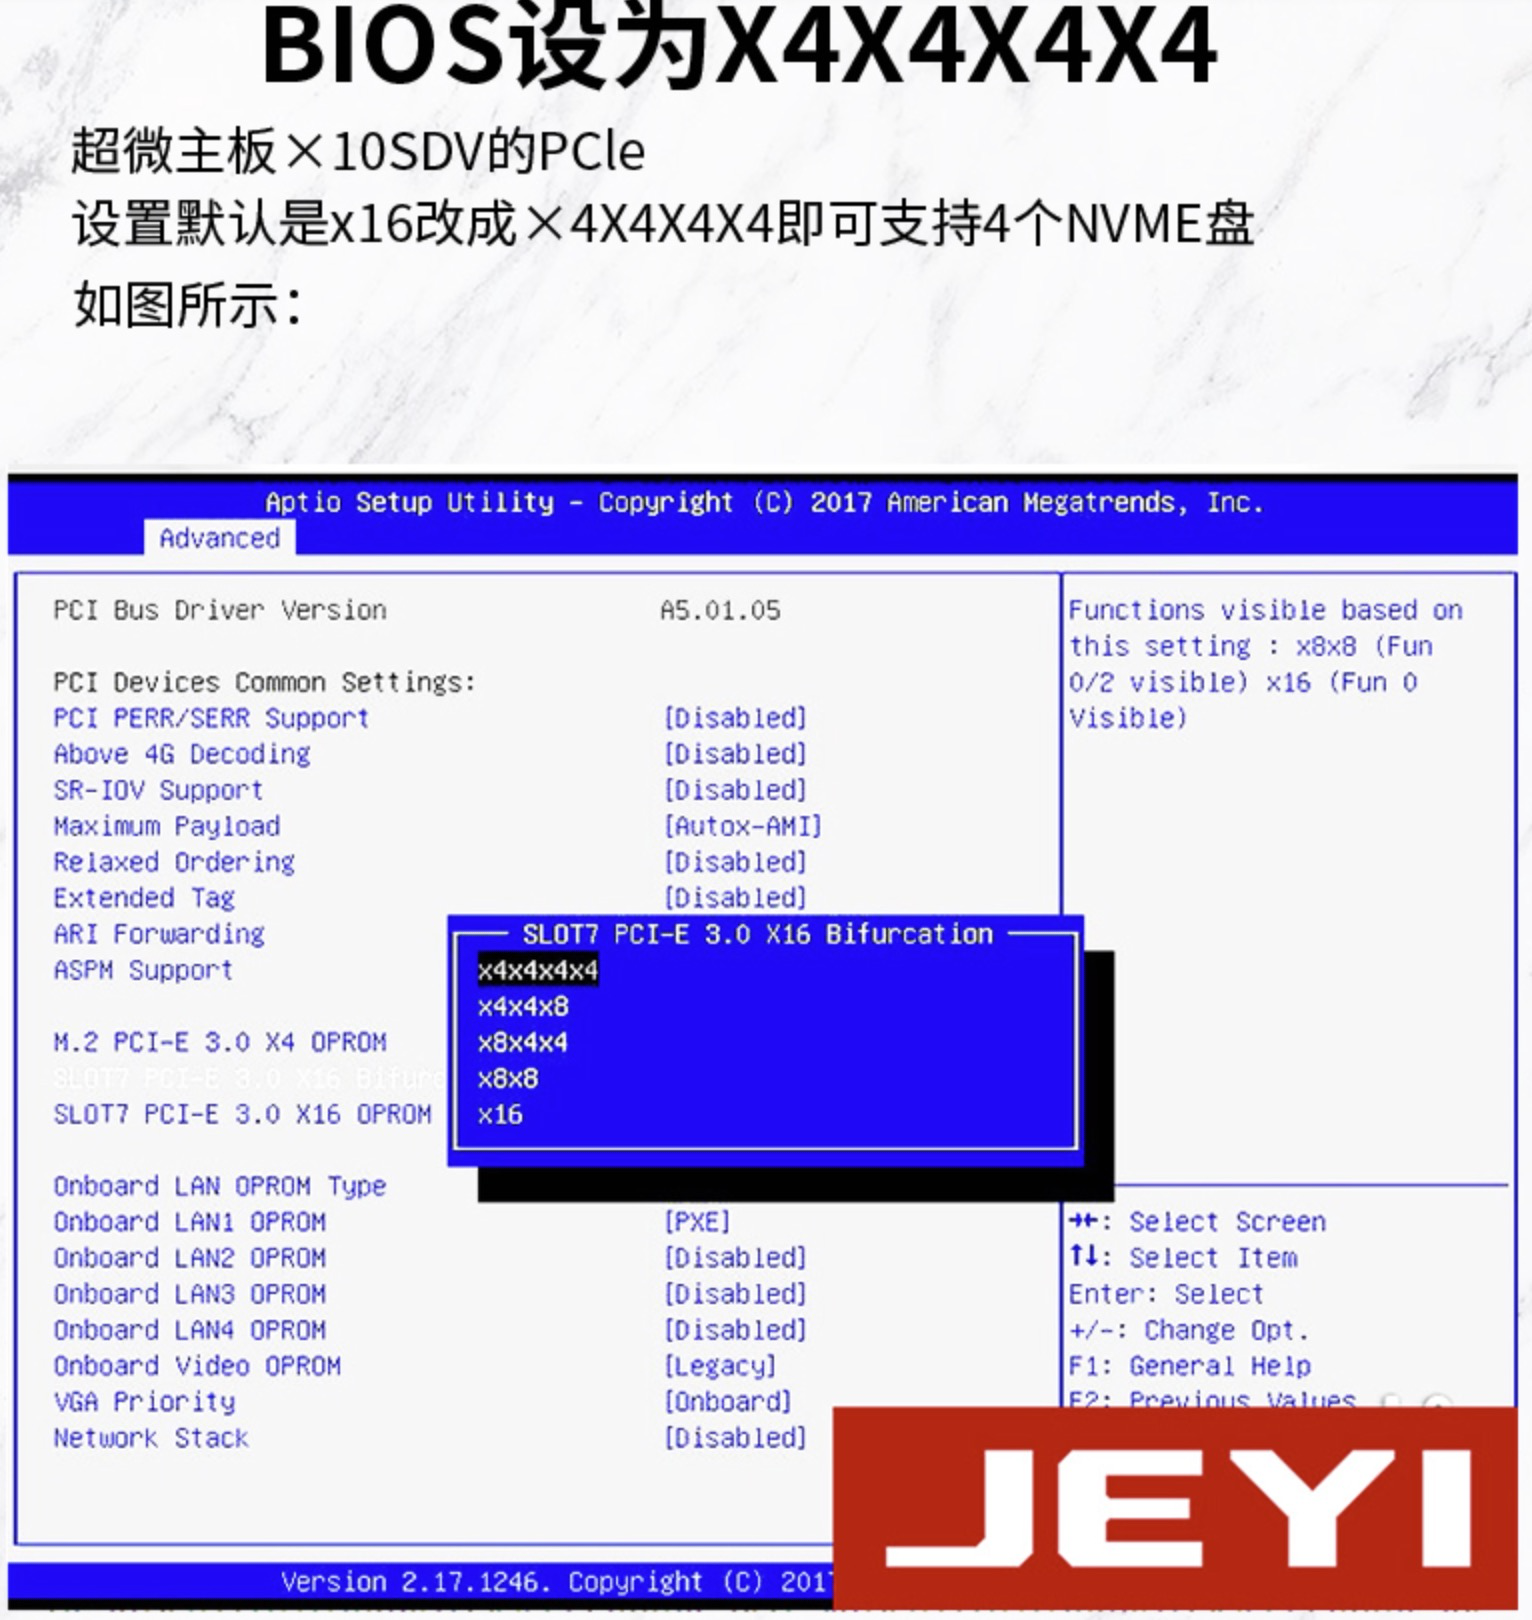 BIOS设为X4X4X4X4
超微主板×10SDV的PCle
设置默认是x16改成×4X4X4X4即可支持4个NVME盘
如图所示：
Aptio Setup Utility – Copyright (C) 2017 American Megatrends, Inc.
Advanced
PCI Bus Driver Version A5.01.05
PCI Devices Common Settings:
PCI PERR/SERR Support [Disabled]
Above 4G Decoding [Disabled]
SR-IOV Support [Disabled]
Maximum Payload [Autox-AMI]
Relaxed Ordering [Disabled]
Extended Tag [Disabled]
ARI Forwarding
ASPM Support
M.2 PCI-E 3.0 X4 OPROM
SLOT7 PCI-E 3.0 X16 Bifurc
SLOT7 PCI-E 3.0 X16 OPROM
Onboard LAN OPROM Type
Onboard LAN1 OPROM [PXE]
Onboard LAN2 OPROM [Disabled]
Onboard LAN3 OPROM [Disabled]
Onboard LAN4 OPROM [Disabled]
Onboard Video OPROM [Legacy]
VGA Priority [Onboard]
Network Stack [Disabled]
SLOT7 PCI-E 3.0 X16 Bifurcation
x4x4x4x4
x4x4x8
x8x4x4
x8x8
x16
Functions visible based on
this setting : x8x8 (Fun
0/2 visible) x16 (Fun 0
Visible)
→←: Select Screen
↑↓: Select Item
Enter: Select
+/-: Change Opt.
F1: General Help
F2: Previous Values
JEYI
Version 2.17.1246. Copyright (C) 201